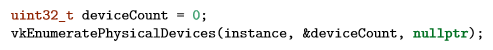 uint32_t deviceCount = 0;
vkEnumeratePhysicalDevices(instance, &deviceCount, nullptr);